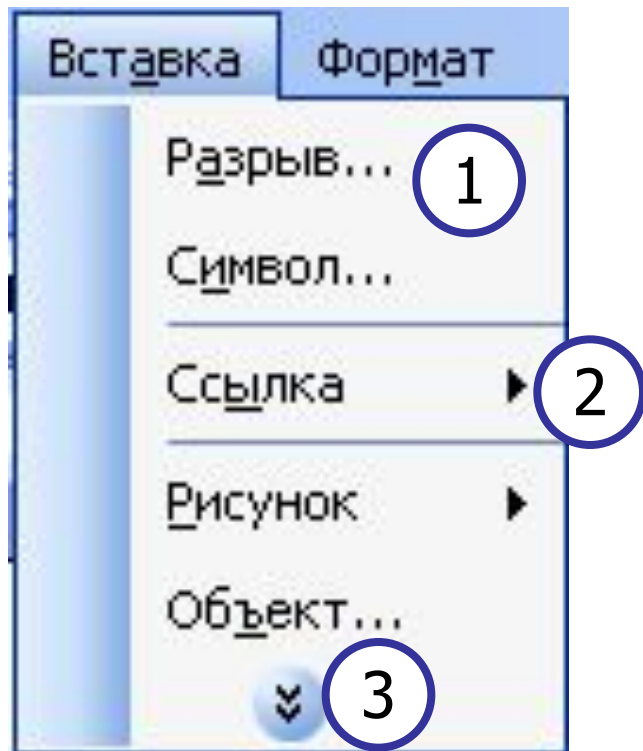 Вставка Формат
Разрыв... 1
Символ...
Ссылка 2
Рисунок
Объект...
3